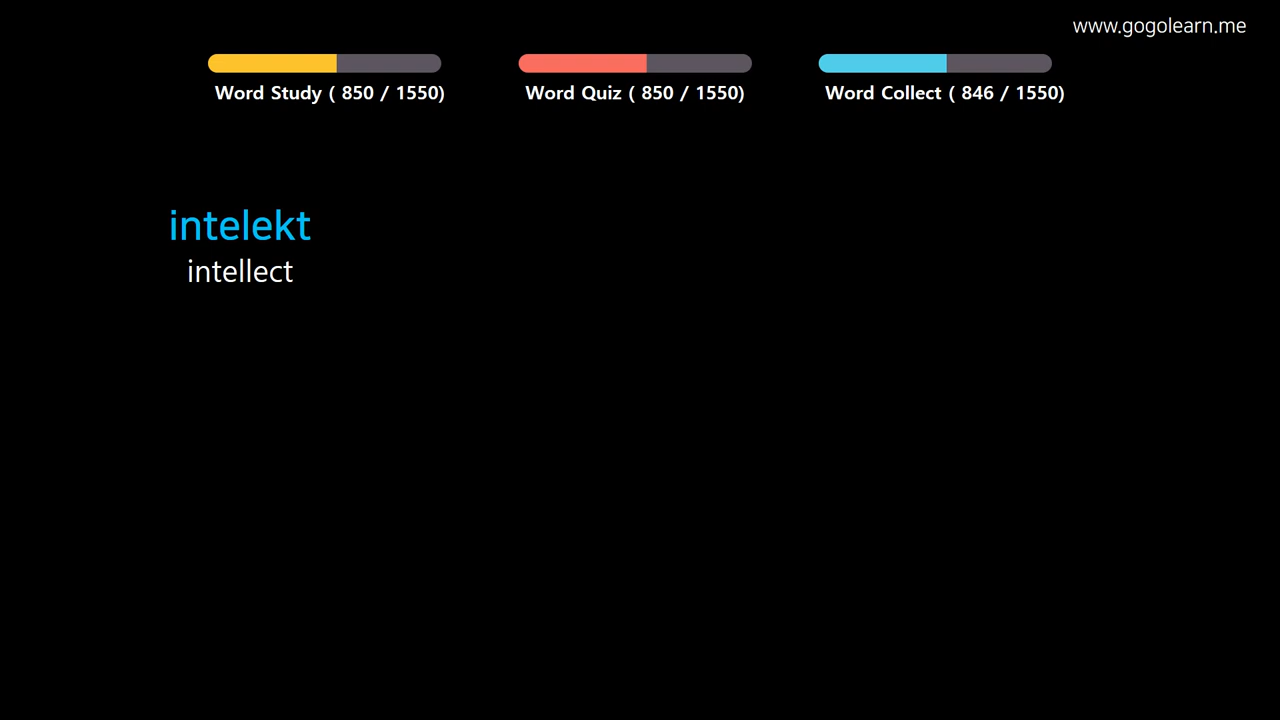 www.gogolearn.me
Word Study ( 850 / 1550)
Word Quiz ( 850 / 1550)
Word Collect ( 846 / 1550)
intelekt
intellect